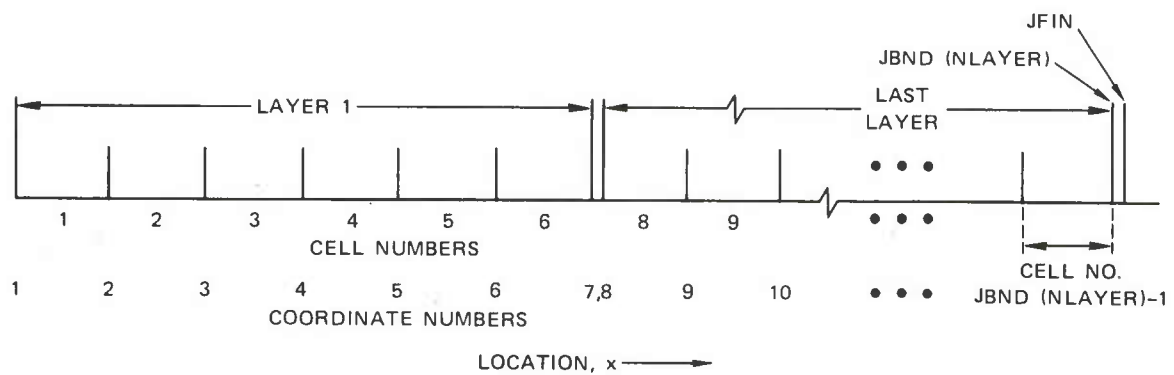 JFIN
JBND (NLAYER)
LAYER 1
LAST
LAYER
1 2 3 4 5 6 8 9
CELL NUMBERS
CELL NO.
JBND (NLAYER)-1
1 2 3 4 5 6 7,8 9 10
COORDINATE NUMBERS
LOCATION, x